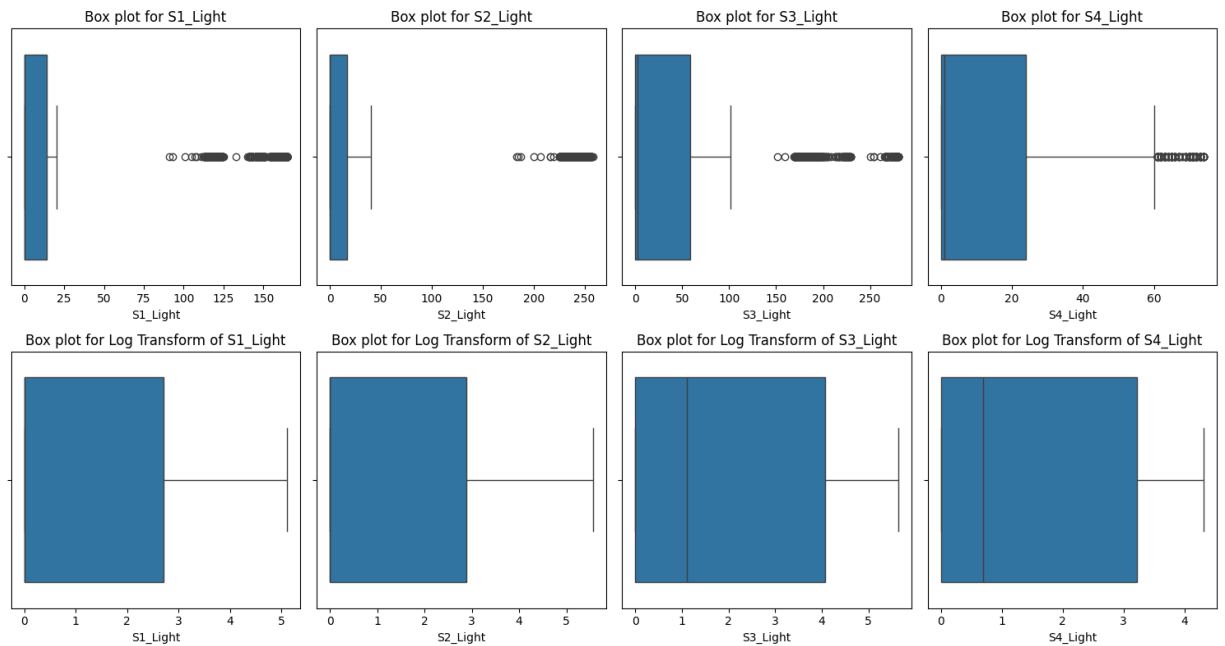 Box plot for S1_Light
Box plot for S2_Light
Box plot for S3_Light
Box plot for S4_Light
0 25 50 75 100 125 150
0 50 100 150 200 250
0 50 100 150 200 250
0 20 40 60
S1_Light
S2_Light
S3_Light
S4_Light
Box plot for Log Transform of S1_Light
Box plot for Log Transform of S2_Light
Box plot for Log Transform of S3_Light
Box plot for Log Transform of S4_Light
0 1 2 3 4 5
0 1 2 3 4 5
0 1 2 3 4 5
0 1 2 3 4
S1_Light
S2_Light
S3_Light
S4_Light